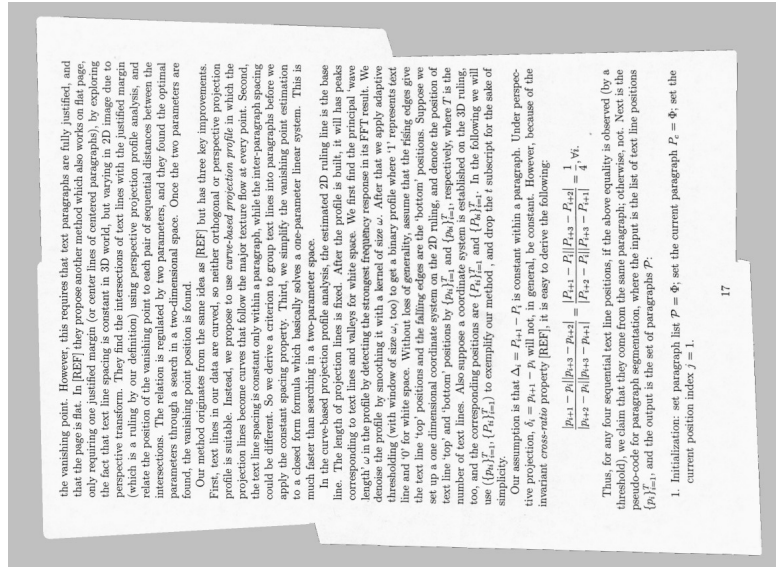 the vanishing point. However, this requires that text paragraphs are fully justified, and
that the page is flat. In [REF] they propose another method which also works on flat page,
only requiring one justified margin (or center lines of centered paragraphs), by exploring
the fact that text line spacing is constant in 3D world, but varying in 2D image due to
perspective transform. They find the intersections of text lines with the justified margin
(which is a ruling by our definition) using perspective projection profile analysis, and
relate the position of the vanishing point to each pair of sequential distances between the
intersections. The relation is regulated by two parameters, and they found the optimal
parameters through a search in a two-dimensional space. Once the two parameters are
found, the vanishing point position is found.
Our method originates from the same idea as [REF] but has three key improvements.
First, text lines in our data are curved, so neither orthogonal or perspective projection
profile is suitable. Instead, we propose to use curve-based projection profile in which the
projection lines become curves that follow the major texture flow at every point. Second,
the text line spacing is constant only within a paragraph, while the inter-paragraph spacing
could be different. So we derive a criterion to group text lines into paragraphs before we
apply the constant spacing property. Third, we simplify the vanishing point estimation
to a closed form formula which basically solves a one-parameter linear system. This is
much faster than searching in a two-parameter space.
In the curve-based projection profile analysis, the estimated 2D ruling line is the base
line. The length of projection lines is fixed. After the profile is built, it will has peaks
corresponding to text lines and valleys for white space. We first find the principal 'wave
length' ω in the profile by detecting the strongest frequency response in its FFT result. We
denoise the profile by smoothing it with a kernel of size ω. After that we apply adaptive
thresholding (with window of size ω, too) to get a binary profile where '1' represents text
line and '0' for white space. Without loss of generality, assume that the rising edges give
the text line 'top' positions and the falling edges are the 'bottom' positions. Suppose we
set up a one dimensional coordinate system on the 2D ruling, and denote the position of
text line 'top' and 'bottom' positions by {p_{ti}}_{i=1}^T and {p_{bi}}_{i=1}^T, respectively, where T is the
number of text lines. Also suppose a coordinate system is established on the 3D ruling,
too, and the corresponding positions are {P_{ti}}_{i=1}^T and {P_{bi}}_{i=1}^T. In the following we will
use ({p_{ti}}_{i=1}^T, {P_{ti}}_{i=1}^T) to exemplify our method , and drop the t subscript for the sake of
simplicity.
Our assumption is that Δ_i = P_{i+1} − P_i is constant within a paragraph. Under perspec-
tive projection, δ_i = p_{i+1} − p_i will not, in general, be constant. However, because of the
invariant cross-ratio property [REF], it is easy to derive the following:
|p_{i+1} − p_i||p_{i+3} − p_{i+2}| / |p_{i+2} − p_i||p_{i+3} − p_{i+1}| = |P_{i+1} − P_i||P_{i+3} − P_{i+2}| / |P_{i+2} − P_i||P_{i+3} − P_{i+1}| = 1/4, ∀i.
Thus, for any four sequential text line positions, if the above equality is observed (by a
threshold), we claim that they come from the same paragraph; otherwise, not. Next is the
pseudo-code for paragraph segmentation, where the input is the list of text line positions
{p_i}_{i=1}^T, and the output is the set of paragraphs P:
1. Initialization: set paragraph list P = Φ; set the current paragraph P_c = Φ; set the
current position index j = 1.
17